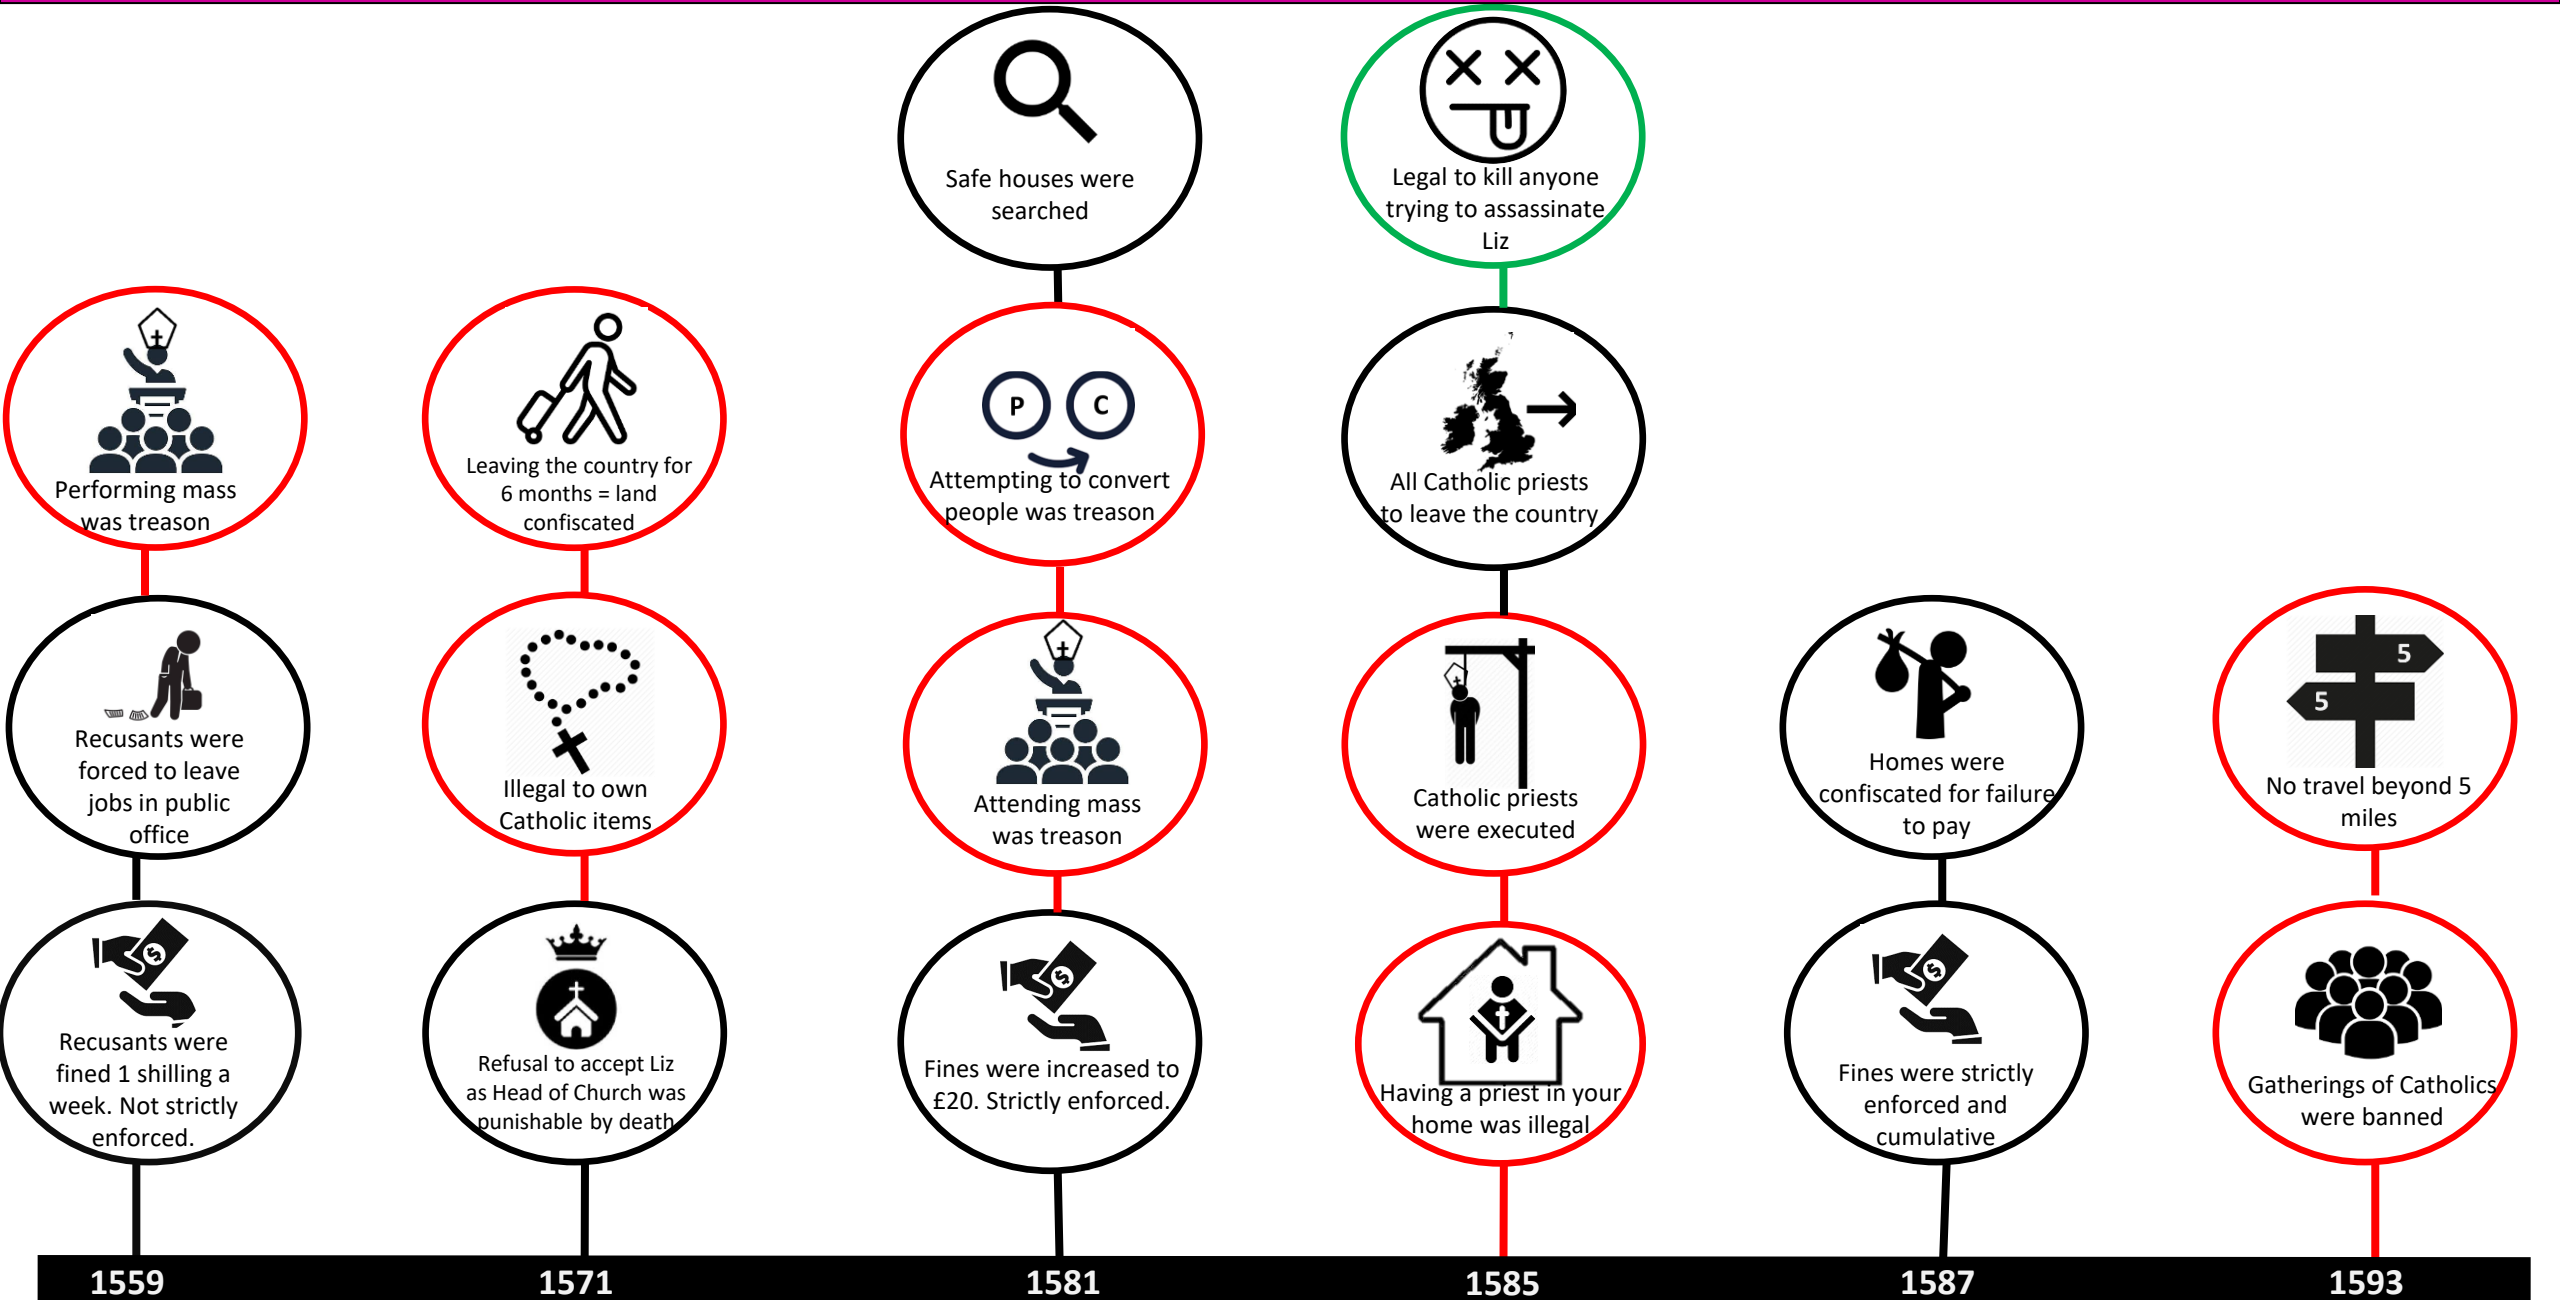 Safe houses were
searched
Legal to kill anyone
trying to assassinate
Liz
Performing mass
was treason
Leaving the country for
6 months = land
confiscated
P C
Attempting to convert
people was treason
All Catholic priests
to leave the country
Recusants were
forced to leave
jobs in public
office
Illegal to own
Catholic items
Attending mass
was treason
Catholic priests
were executed
Homes were
confiscated for failure
to pay
5
5
No travel beyond 5
miles
$
Recusants were
fined 1 shilling a
week. Not strictly
enforced.
Refusal to accept Liz
as Head of Church was
punishable by death
$
Fines were increased to
£20. Strictly enforced.
Having a priest in your
home was illegal
$
Fines were strictly
enforced and
cumulative
Gatherings of Catholics
were banned
1559 1571 1581 1585 1587 1593